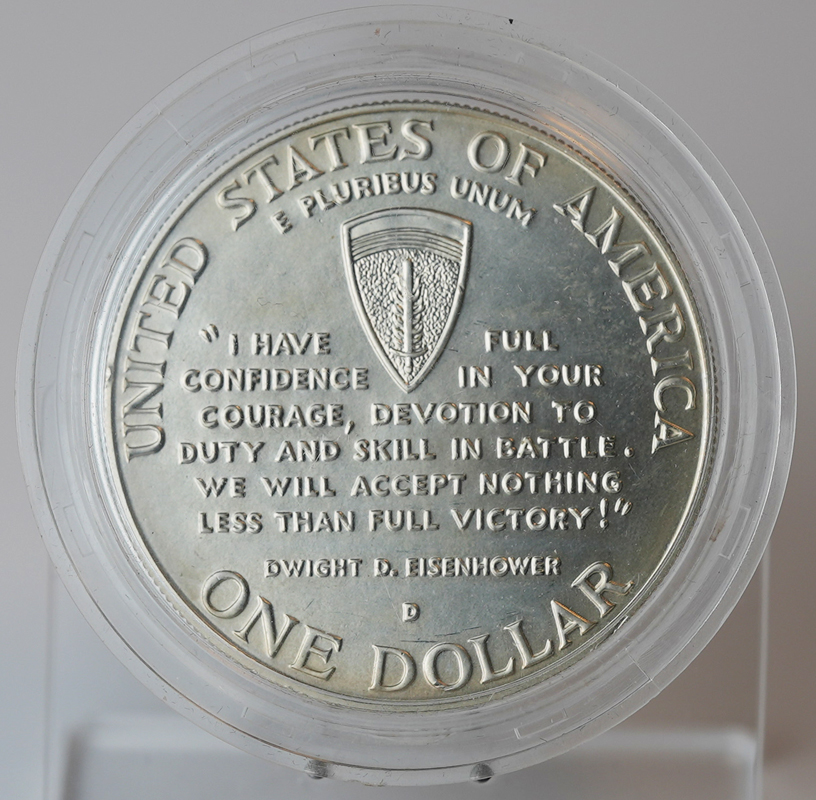 UNITED STATES OF AMERICA
E PLURIBUS UNUM
"I HAVE FULL
CONFIDENCE IN YOUR
COURAGE, DEVOTION TO
DUTY AND SKILL IN BATTLE.
WE WILL ACCEPT NOTHING
LESS THAN FULL VICTORY!"
DWIGHT D. EISENHOWER
D
ONE DOLLAR